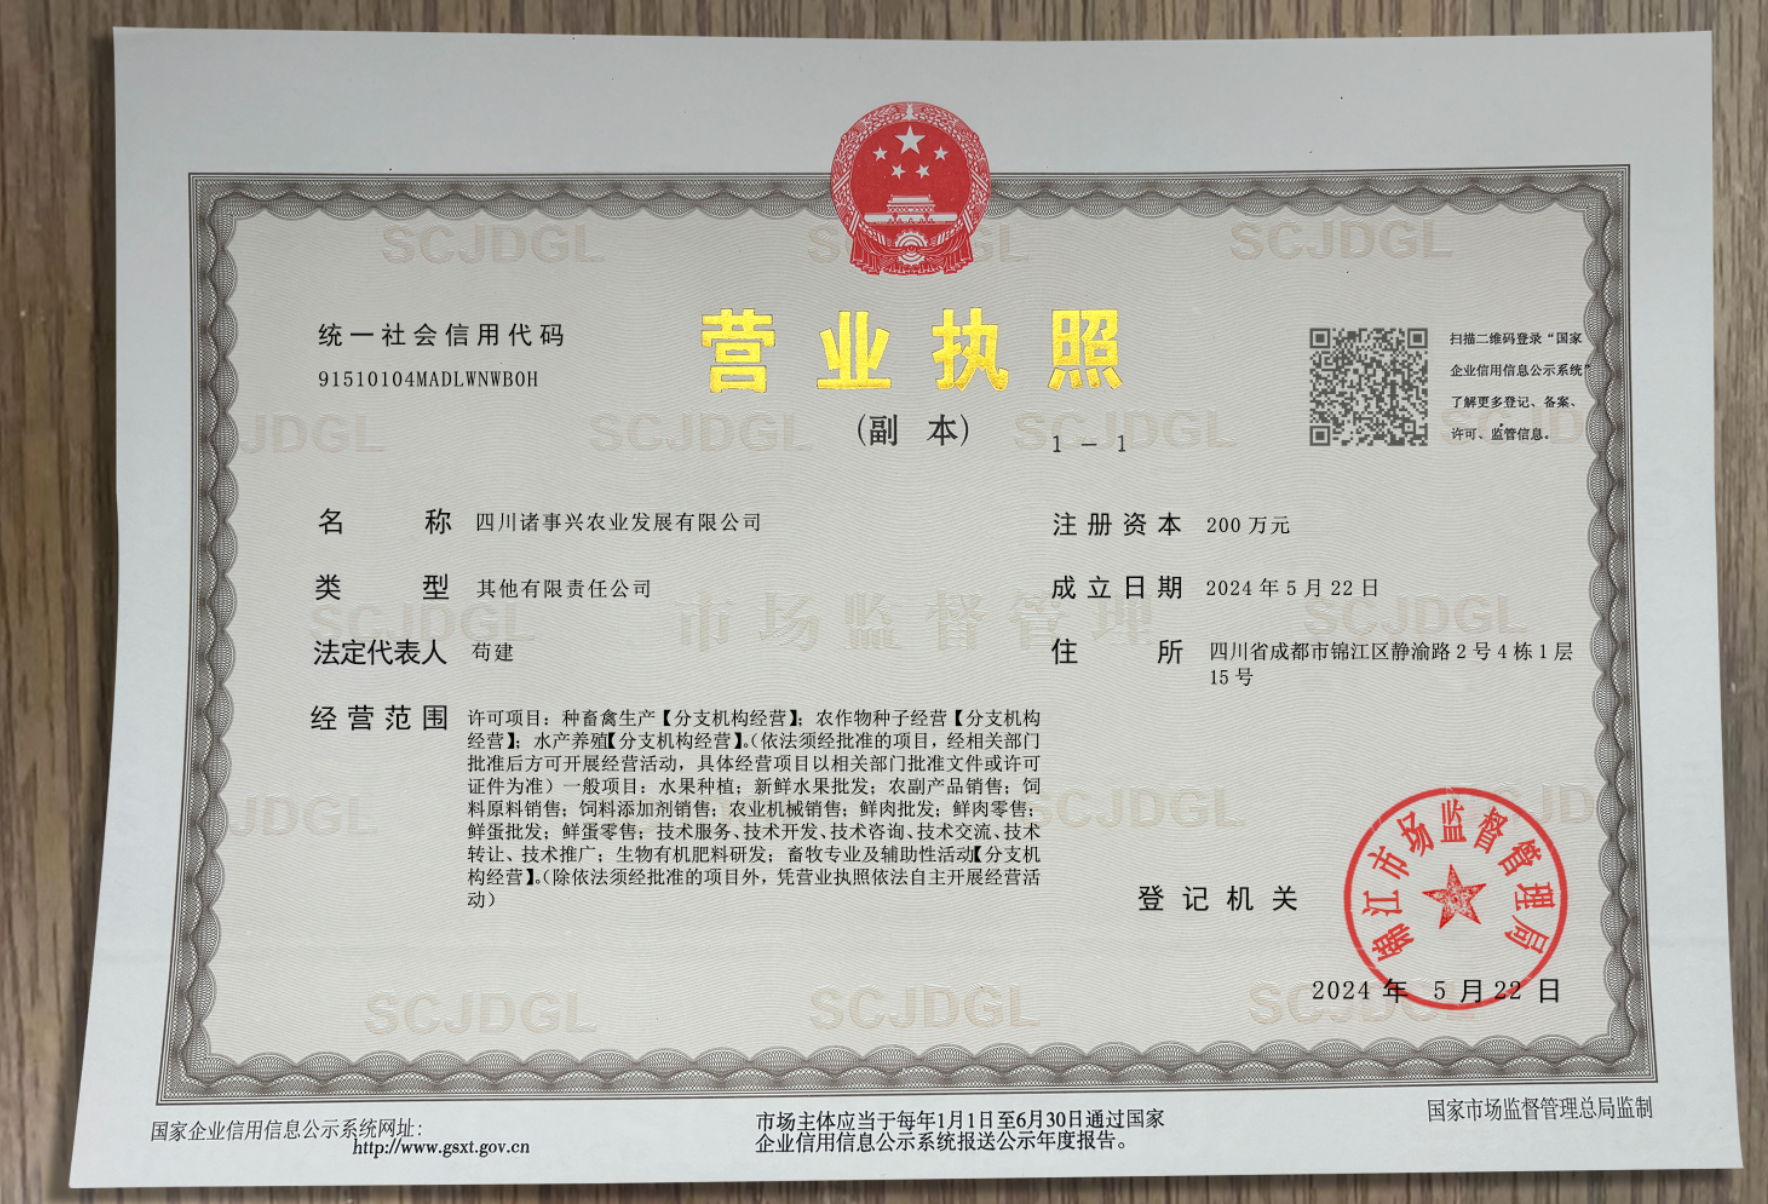 统一社会信用代码
91510104MADLWNWB0H
营业执照
(副 本)
1 - 1
扫描二维码登录“国家
企业信用信息公示系统”
了解更多登记、备案、
许可、监管信息。
名 称 四川诸事兴农业发展有限公司
类 型 其他有限责任公司
法定代表人 苟建
经营范围 许可项目：种畜禽生产【分支机构经营】；农作物种子经营【分支机构
经营】；水产养殖【分支机构经营】。（依法须经批准的项目，经相关部门
批准后方可开展经营活动，具体经营项目以相关部门批准文件或许可
证件为准）一般项目：水果种植；新鲜水果批发；农副产品销售；饲
料原料销售；饲料添加剂销售；农业机械销售；鲜肉批发；鲜肉零售；
鲜蛋批发；鲜蛋零售；技术服务、技术开发、技术咨询、技术交流、技术
转让、技术推广；生物有机肥料研发；畜牧专业及辅助性活动【分支机
构经营】。（除依法须经批准的项目外，凭营业执照依法自主开展经营活
动）
注册资本 200 万元
成立日期 2024 年 5 月 22 日
住 所 四川省成都市锦江区静渝路 2 号 4 栋 1 层
15 号
登记机关
锦江市场监督管理局
2024 年 5 月 22 日
国家企业信用信息公示系统网址：
http://www.gsxt.gov.cn
市场主体应当于每年1月1日至6月30日通过国家
企业信用信息公示系统报送公示年度报告。
国家市场监督管理总局监制
SCJDGL
市场监督管理